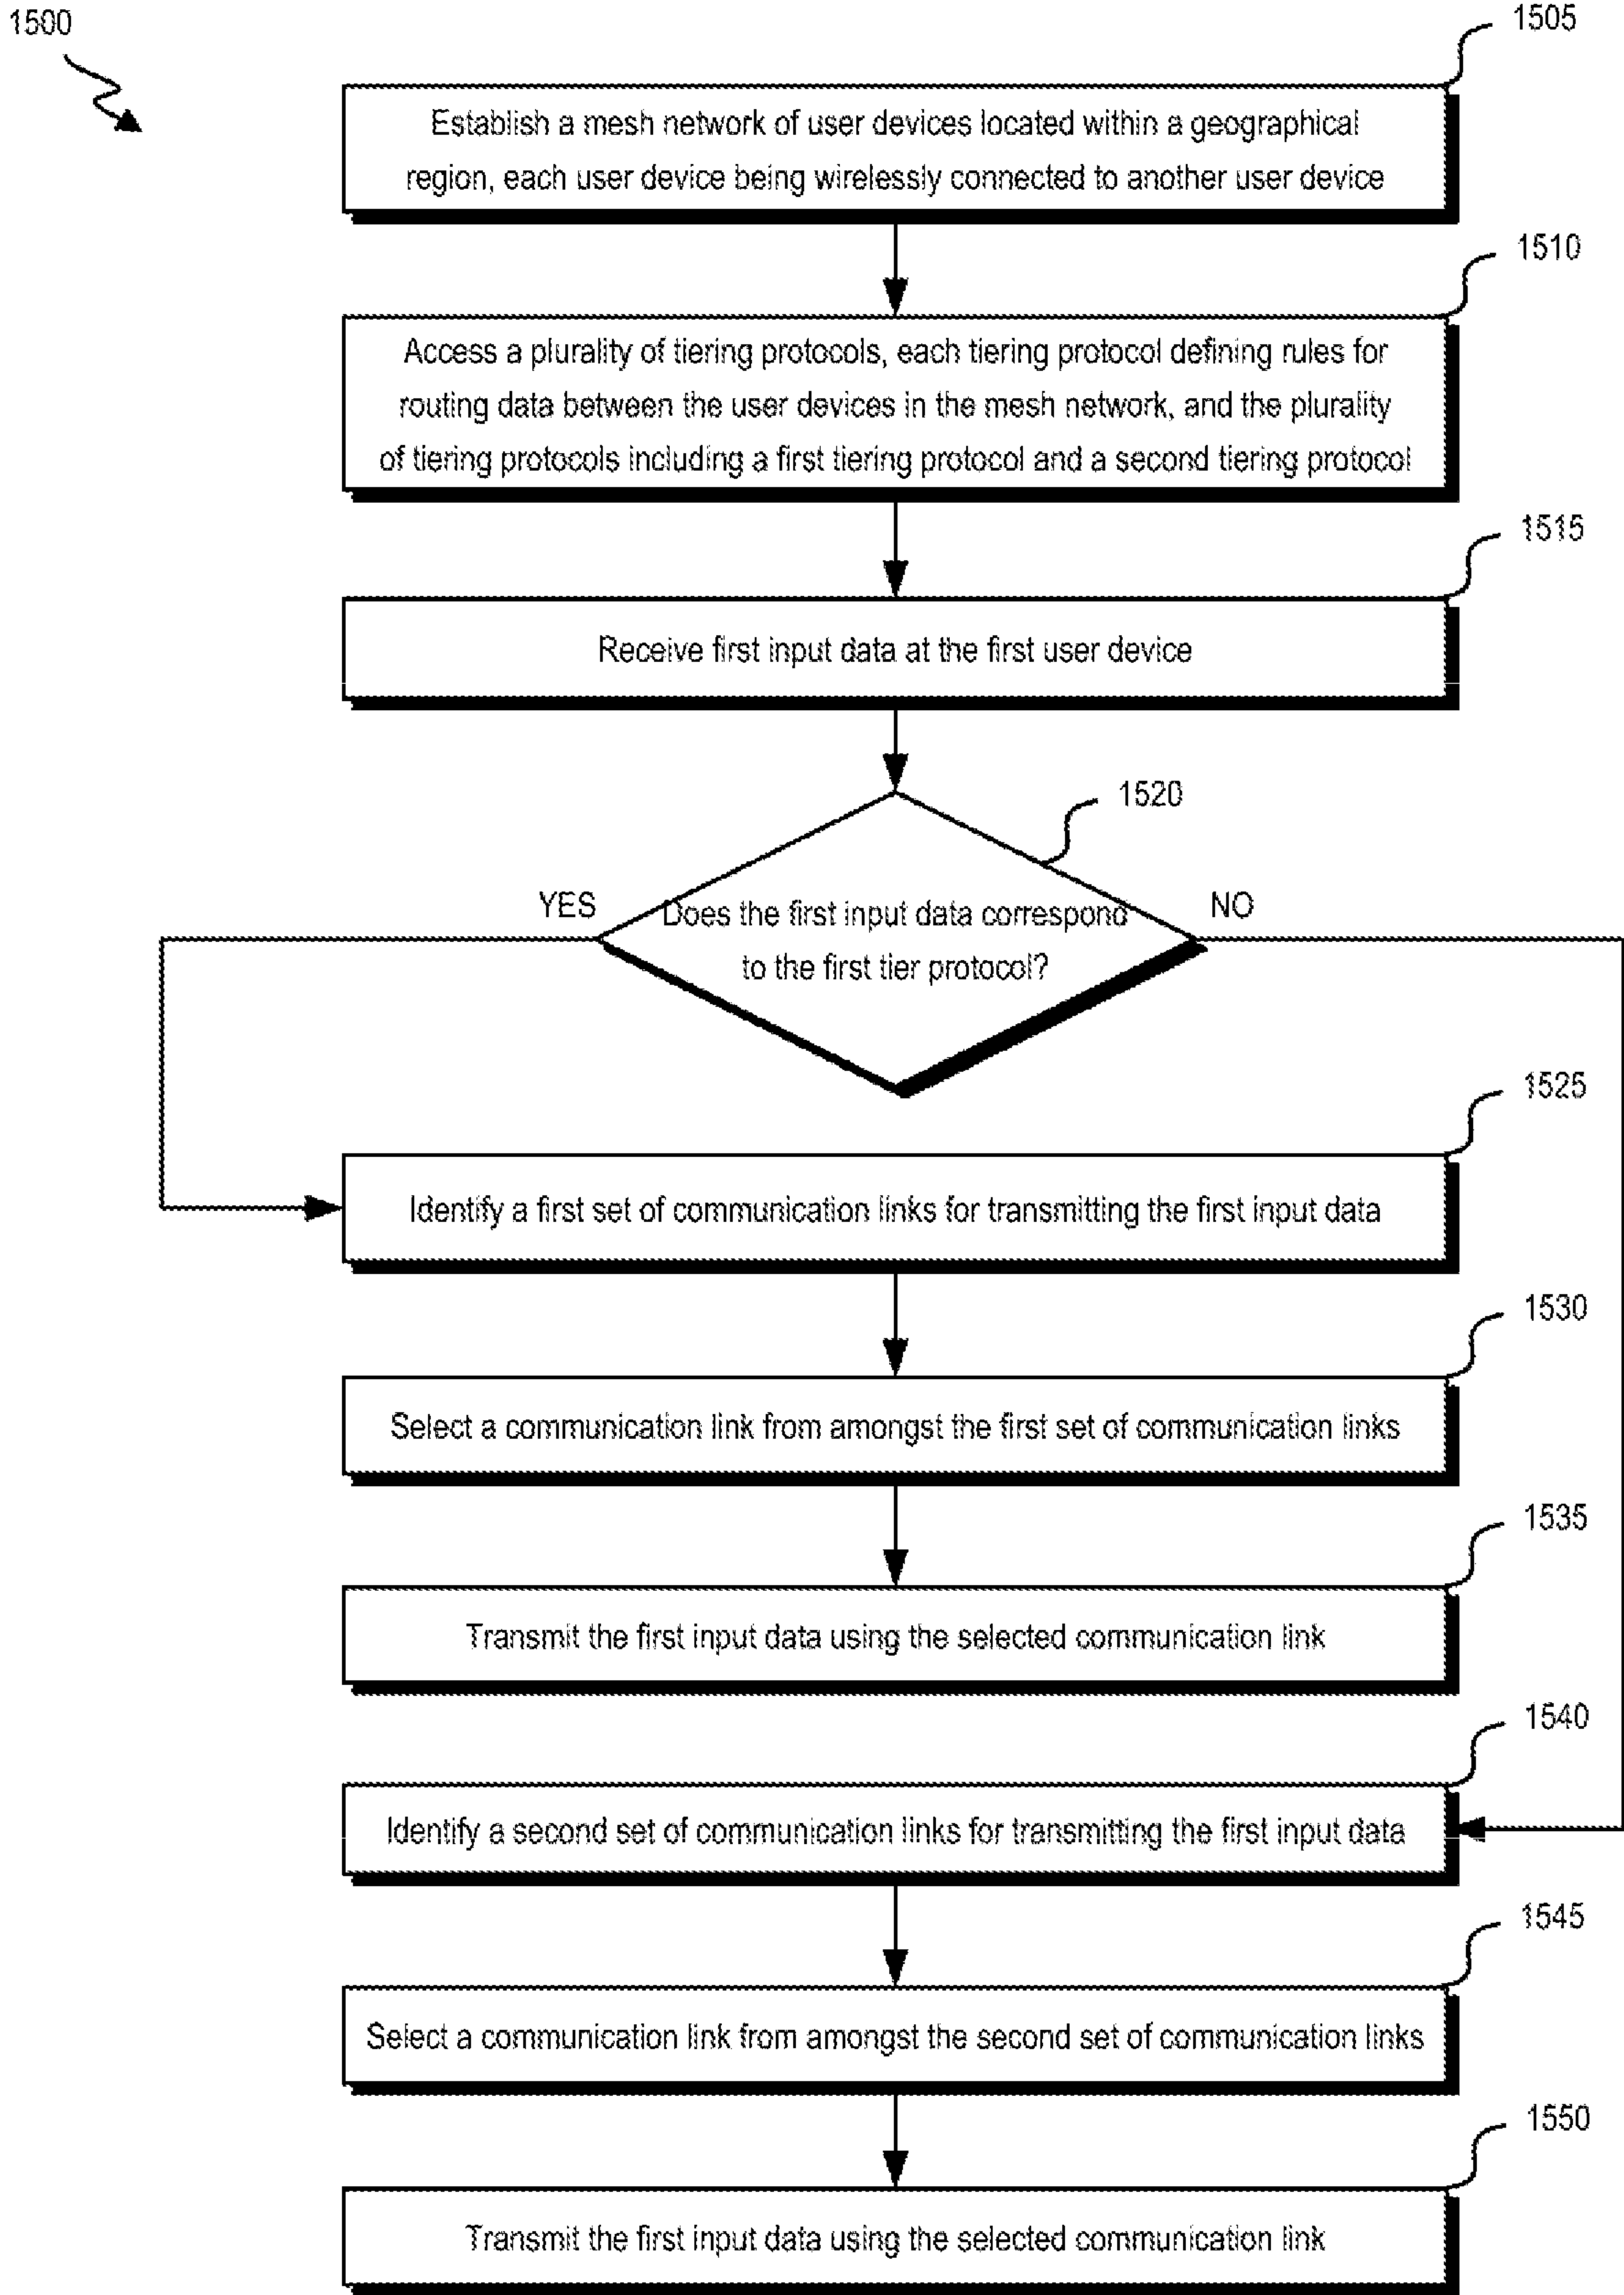 1500
1505
Establish a mesh network of user devices located within a geographical
region, each user device being wirelessly connected to another user device
1510
Access a plurality of tiering protocols, each tiering protocol defining rules for
routing data between the user devices in the mesh network, and the plurality
of tiering protocols including a first tiering protocol and a second tiering protocol
1515
Receive first input data at the first user device
1520
YES
NO
Does the first input data correspond
to the first tier protocol?
1525
Identify a first set of communication links for transmitting the first input data
1530
Select a communication link from amongst the first set of communication links
1535
Transmit the first input data using the selected communication link
1540
Identify a second set of communication links for transmitting the first input data
1545
Select a communication link from amongst the second set of communication links
1550
Transmit the first input data using the selected communication link